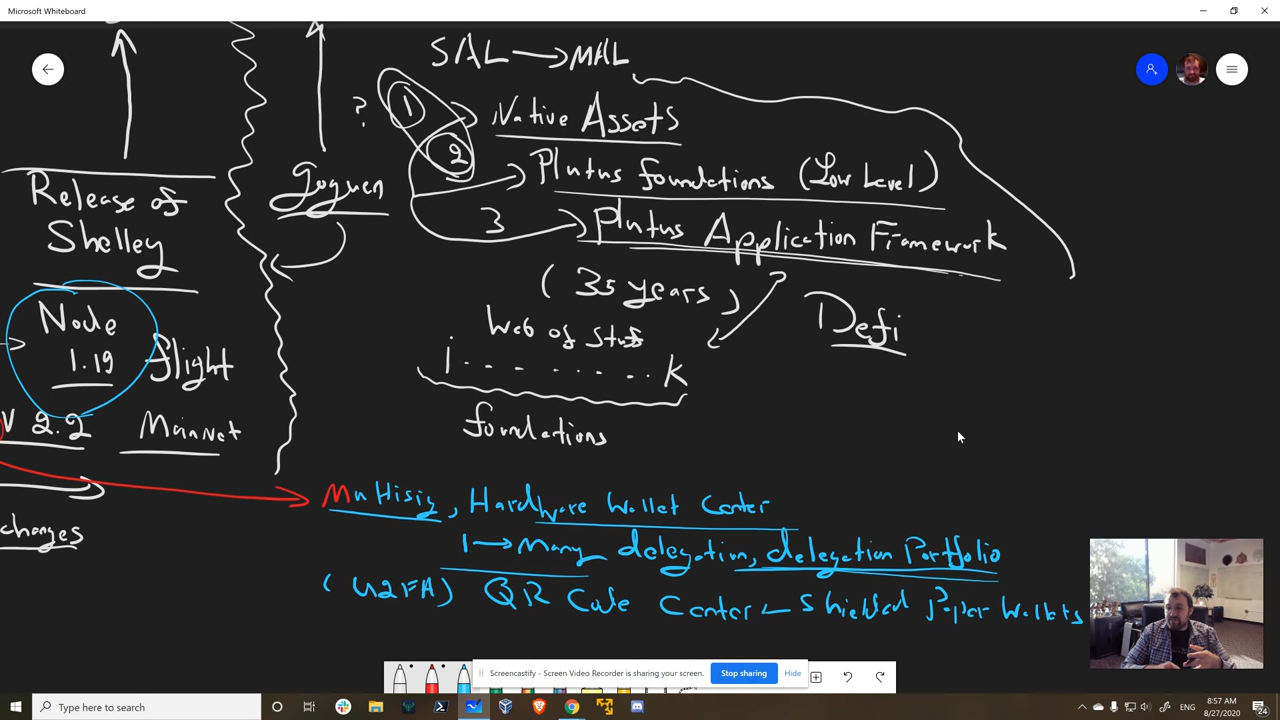 Microsoft Whiteboard
SAL → MAL
? 1 Native Assets
2 Plutus foundations (Low Level)
3 Plutus Application Framework
(35 years)
Web of Stuff
i . . . . . . . . k
foundations
Defi
Goguen
Release of
Shelley
Node
1.19
flight
V 2.2 Mainnet
changes
Multisig, Hardware Wallet Center
1 → Many delegation, delegation Portfolio
(U2FA) QR Code Center ← Shielded Paper Wallets
Screencastify - Screen Video Recorder is sharing your screen. Stop sharing Hide
Type here to search
ENG
8:57 AM
8/27/2020
24